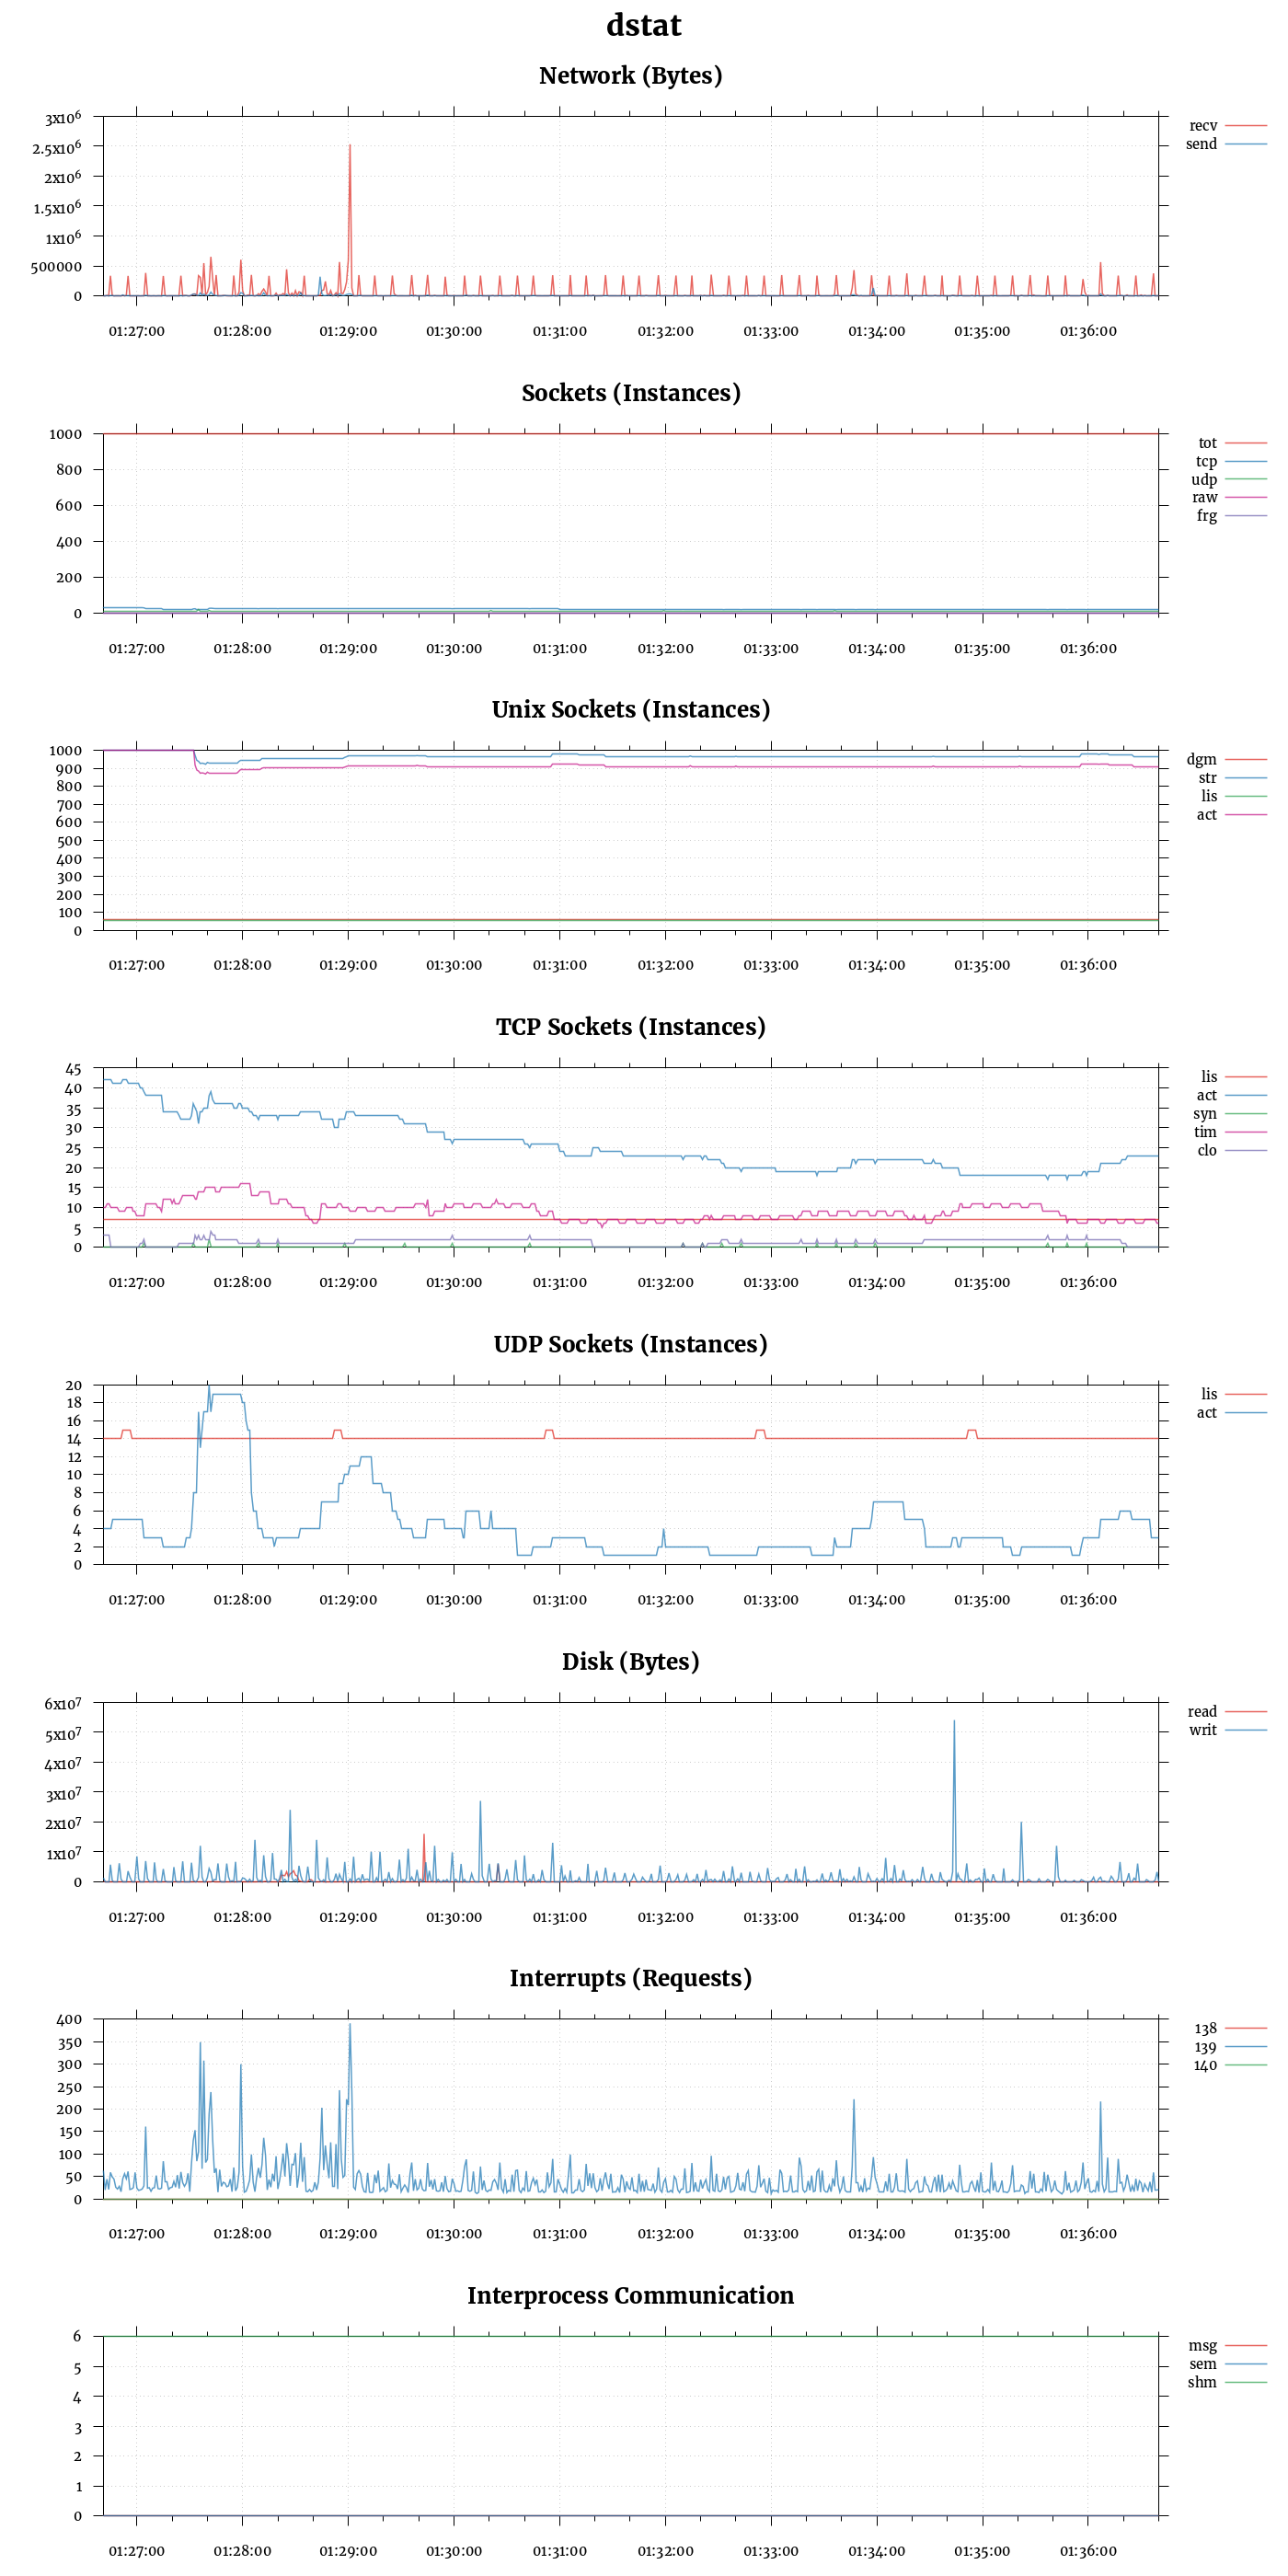 dstat
Network (Bytes)
3x10⁶
2.5x10⁶
2x10⁶
1.5x10⁶
1x10⁶
500000
0
01:27:00 01:28:00 01:29:00 01:30:00 01:31:00 01:32:00 01:33:00 01:34:00 01:35:00 01:36:00
recv
send
Sockets (Instances)
1000
800
600
400
200
0
01:27:00 01:28:00 01:29:00 01:30:00 01:31:00 01:32:00 01:33:00 01:34:00 01:35:00 01:36:00
tot
tcp
udp
raw
frg
Unix Sockets (Instances)
1000
900
800
700
600
500
400
300
200
100
0
01:27:00 01:28:00 01:29:00 01:30:00 01:31:00 01:32:00 01:33:00 01:34:00 01:35:00 01:36:00
dgm
str
lis
act
TCP Sockets (Instances)
45
40
35
30
25
20
15
10
5
0
01:27:00 01:28:00 01:29:00 01:30:00 01:31:00 01:32:00 01:33:00 01:34:00 01:35:00 01:36:00
lis
act
syn
tim
clo
UDP Sockets (Instances)
20
18
16
14
12
10
8
6
4
2
0
01:27:00 01:28:00 01:29:00 01:30:00 01:31:00 01:32:00 01:33:00 01:34:00 01:35:00 01:36:00
lis
act
Disk (Bytes)
6x10⁷
5x10⁷
4x10⁷
3x10⁷
2x10⁷
1x10⁷
0
01:27:00 01:28:00 01:29:00 01:30:00 01:31:00 01:32:00 01:33:00 01:34:00 01:35:00 01:36:00
read
writ
Interrupts (Requests)
400
350
300
250
200
150
100
50
0
01:27:00 01:28:00 01:29:00 01:30:00 01:31:00 01:32:00 01:33:00 01:34:00 01:35:00 01:36:00
138
139
140
Interprocess Communication
6
5
4
3
2
1
0
01:27:00 01:28:00 01:29:00 01:30:00 01:31:00 01:32:00 01:33:00 01:34:00 01:35:00 01:36:00
msg
sem
shm